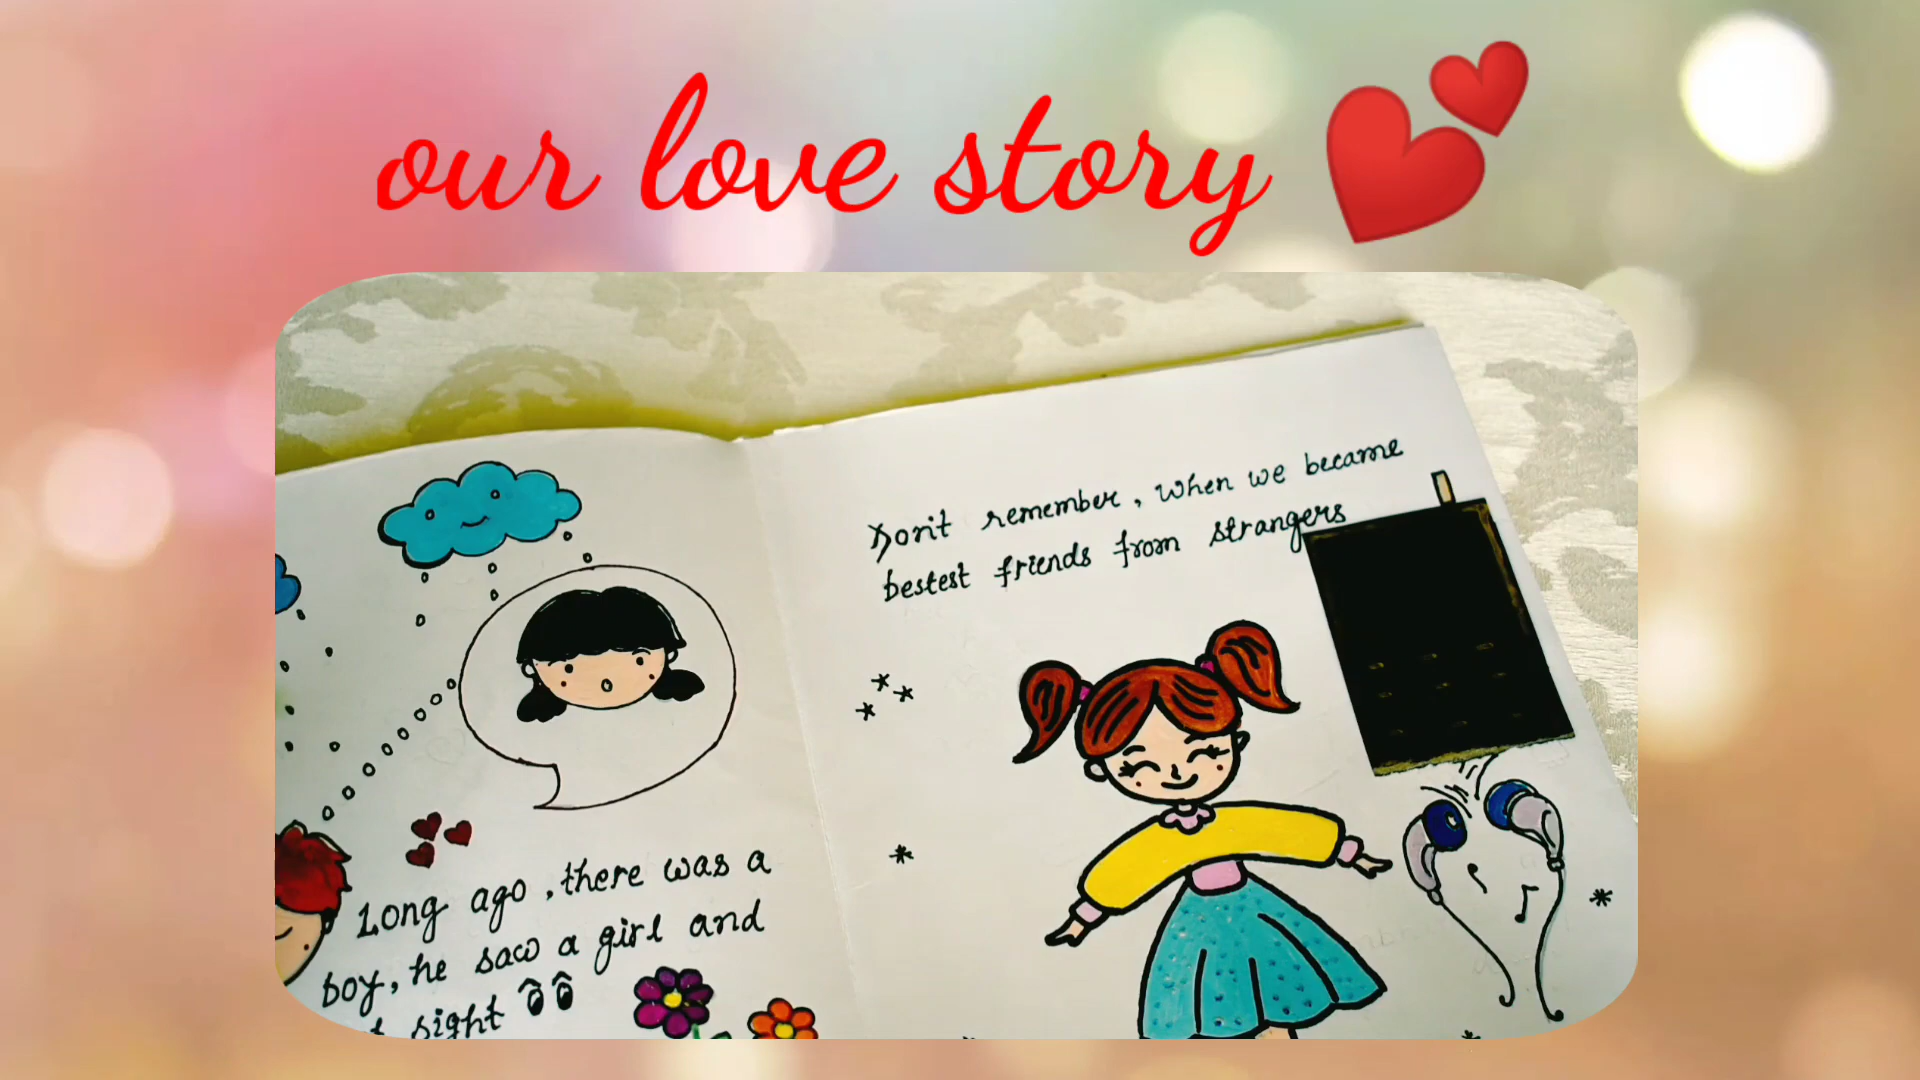 our love story
Long ago, there was a
boy, he saw a girl and
sight
Don't remember, when we became
bestest friends from strangers